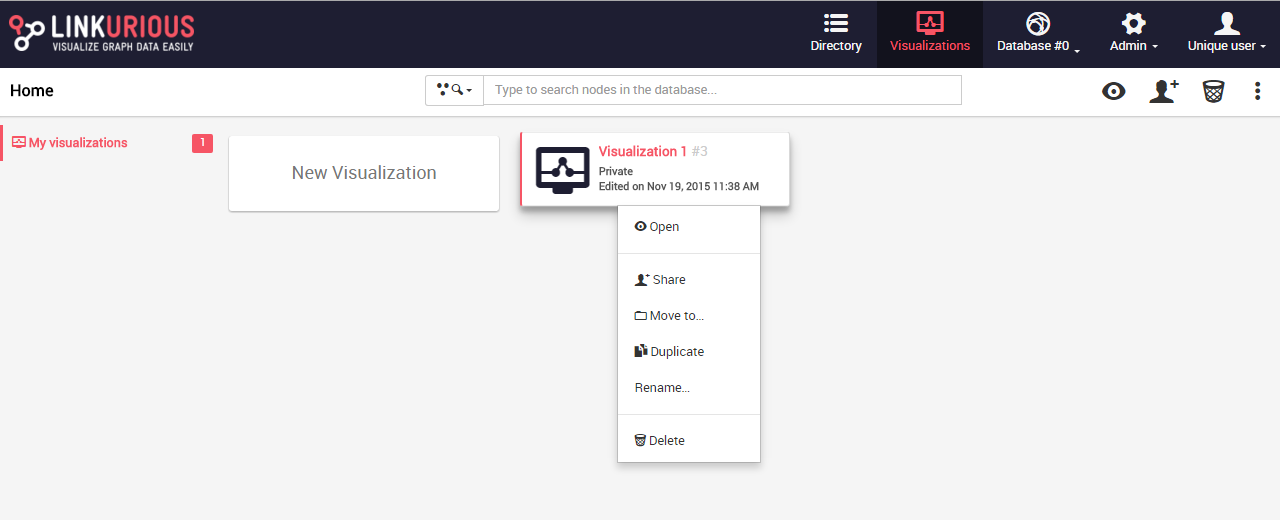 LINKURIOUS
VISUALIZE GRAPH DATA EASILY
Directory
Visualizations
Database #0
Admin
Unique user
Home
Type to search nodes in the database...
My visualizations
1
New Visualization
Visualization 1 #3
Private
Edited on Nov 19, 2015 11:38 AM
Open
Share
Move to...
Duplicate
Rename...
Delete